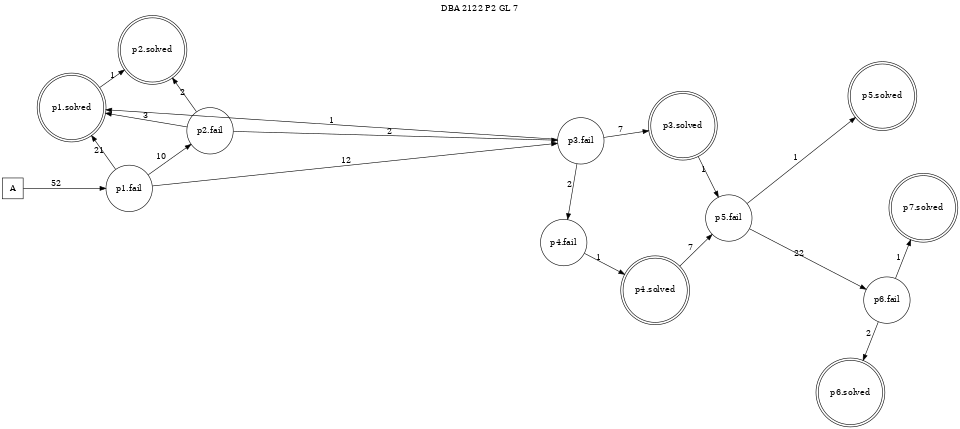 DBA 2122 P2 GL 7
p2.solved
p1.solved
1
2
p5.solved
3
1
p2.fail
2
p3.fail
7
p3.solved
21
10
12
1
1
A
52
p1.fail
2
p7.solved
p5.fail
p4.fail
1
7
22
1
p4.solved
p6.fail
2
p6.solved